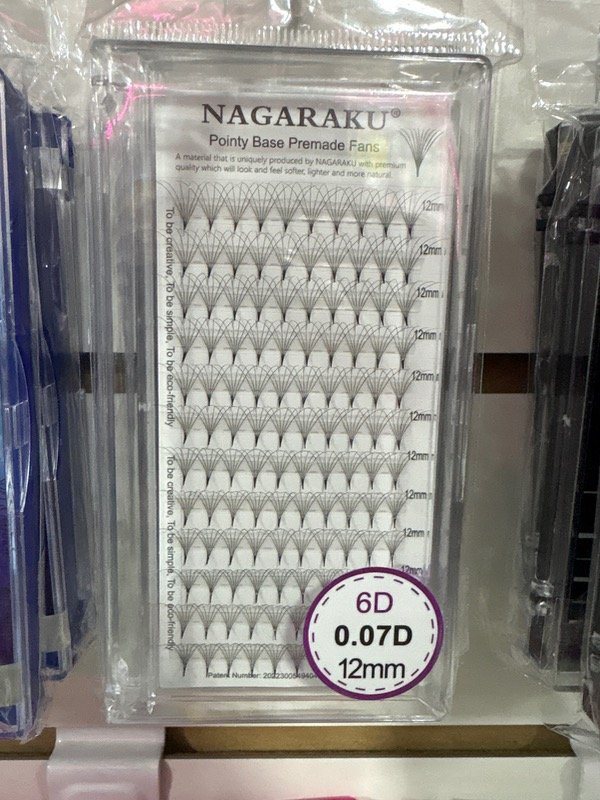 NAGARAKU®
Pointy Base Premade Fans
A material that is uniquely produced by NAGARAKU with premium
quality which will look and feel softer, lighter and more natural.
To be creative, To be simple, To be eco-friendly
To be creative, To be simple, To be eco-friendly
12mm
12mm
12mm
12mm
12mm
12mm
12mm
12mm
12mm
12mm
6D
0.07D
12mm
Patent Number: